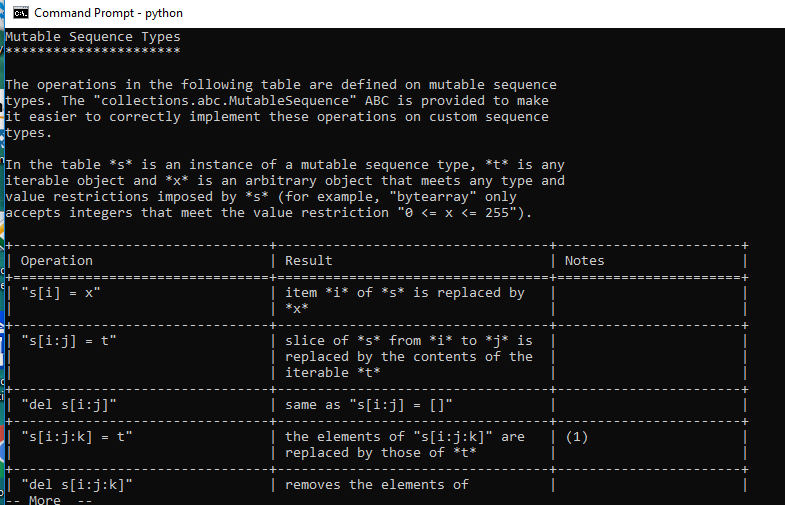 Command Prompt - python
Mutable Sequence Types
**********************
The operations in the following table are defined on mutable sequence
types. The "collections.abc.MutableSequence" ABC is provided to make
it easier to correctly implement these operations on custom sequence
types.
In the table *s* is an instance of a mutable sequence type, *t* is any
iterable object and *x* is an arbitrary object that meets any type and
value restrictions imposed by *s* (for example, "bytearray" only
accepts integers that meet the value restriction "0 <= x <= 255").
+--------------------------------+----------------------------------+-----------------------+
| Operation | Result | Notes |
+================================+==================================+=======================+
| "s[i] = x" | item *i* of *s* is replaced by | |
| | *x* | |
+--------------------------------+----------------------------------+-----------------------+
| "s[i:j] = t" | slice of *s* from *i* to *j* is | |
| | replaced by the contents of the | |
| | iterable *t* | |
+--------------------------------+----------------------------------+-----------------------+
| "del s[i:j]" | same as "s[i:j] = []" | |
+--------------------------------+----------------------------------+-----------------------+
| "s[i:j:k] = t" | the elements of "s[i:j:k]" are | (1) |
| | replaced by those of *t* | |
+--------------------------------+----------------------------------+-----------------------+
| "del s[i:j:k]" | removes the elements of | |
-- More --